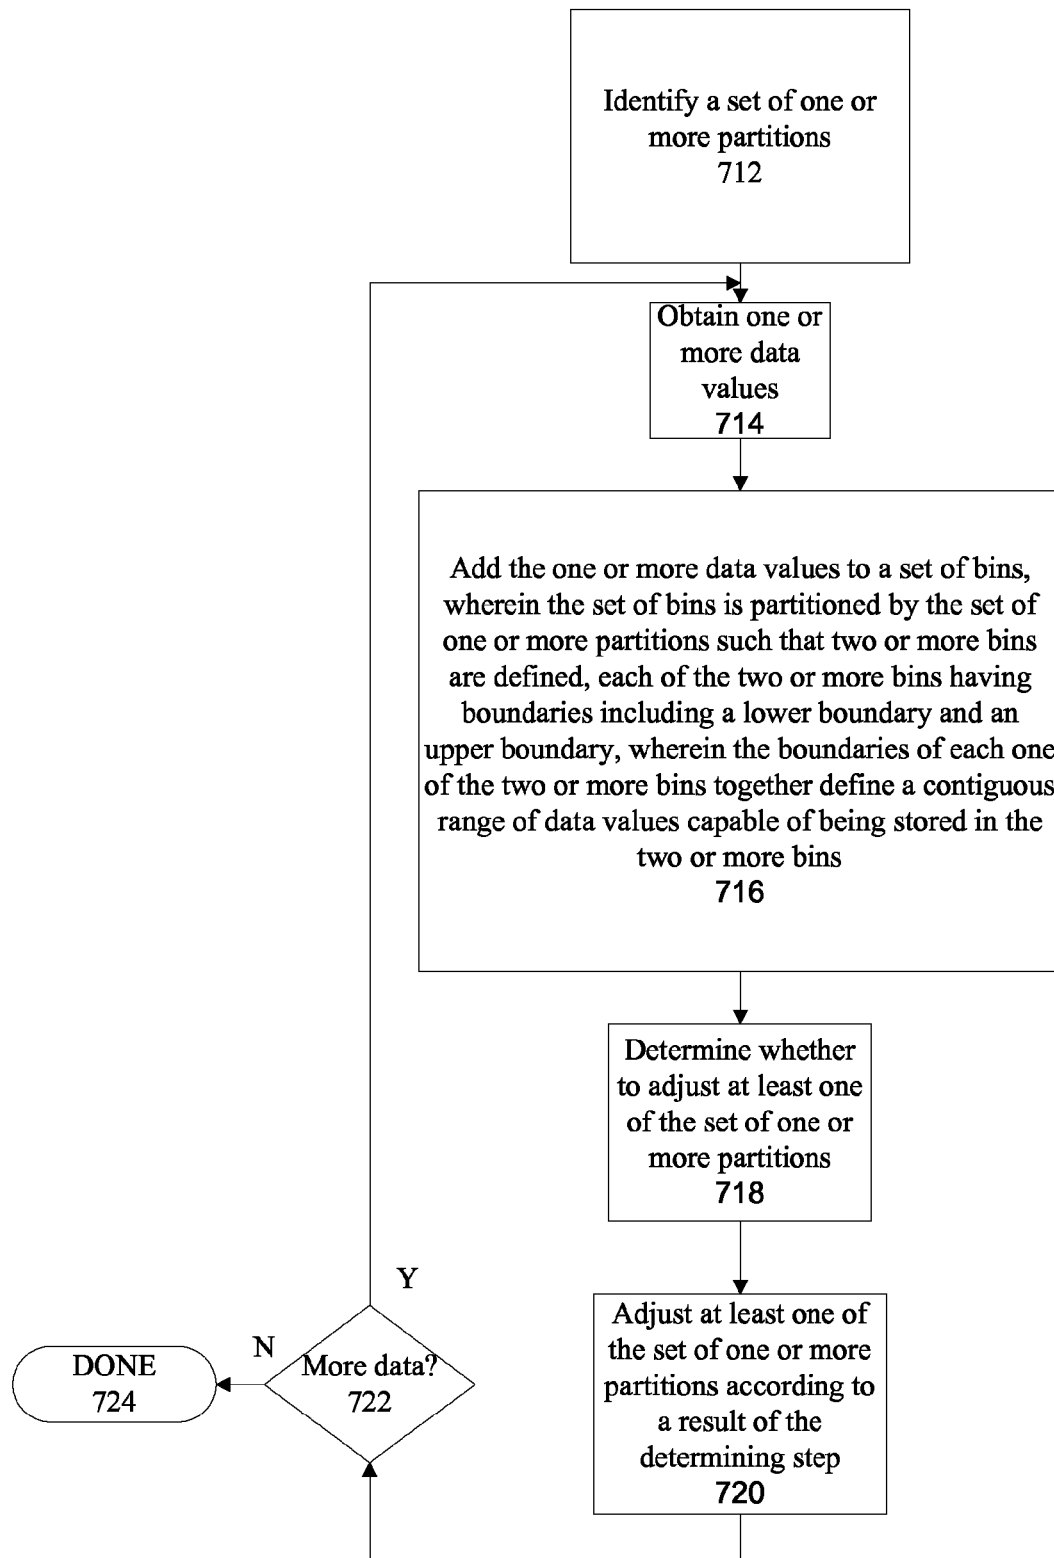 Identify a set of one or
more partitions
712
Obtain one or
more data
values
714
Add the one or more data values to a set of bins,
wherein the set of bins is partitioned by the set of
one or more partitions such that two or more bins
are defined, each of the two or more bins having
boundaries including a lower boundary and an
upper boundary, wherein the boundaries of each one
of the two or more bins together define a contiguous
range of data values capable of being stored in the
two or more bins
716
Determine whether
to adjust at least one
of the set of one or
more partitions
718
Adjust at least one of
the set of one or more
partitions according to
a result of the
determining step
720
Y
More data?
722
N
DONE
724